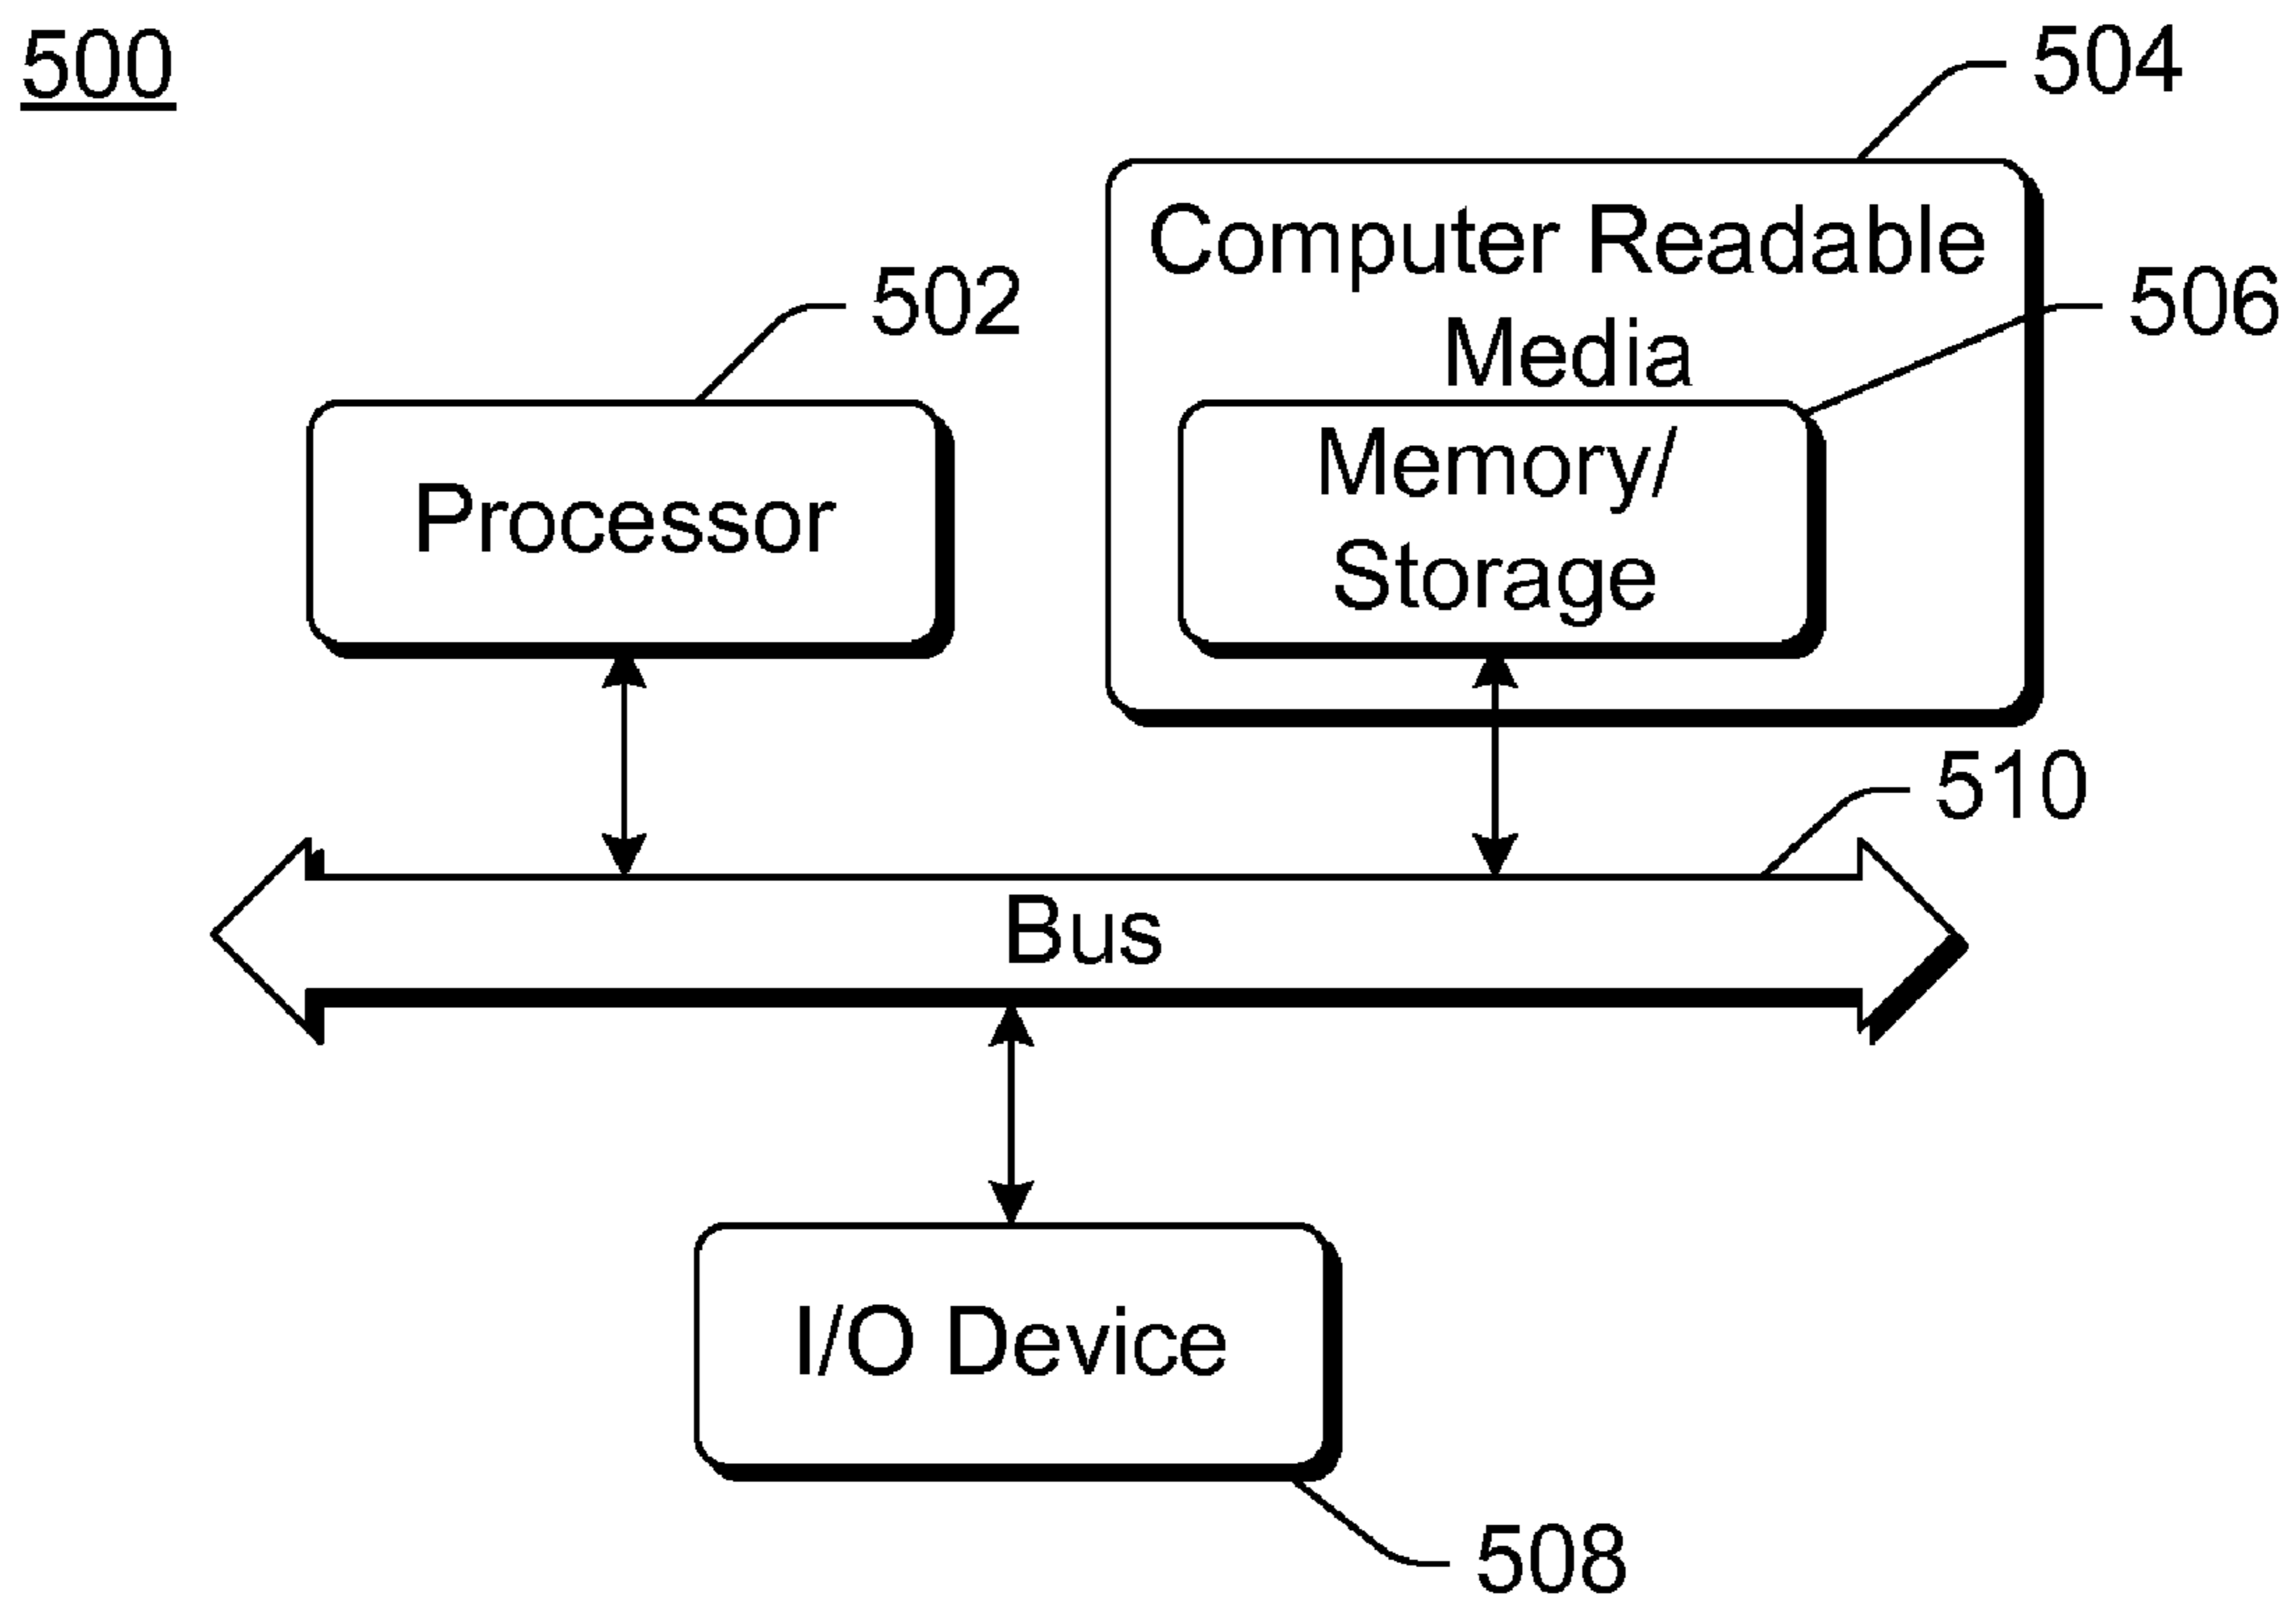 500
504
Computer Readable
Media
506
502
Memory/
Storage
Processor
510
Bus
I/O Device
508